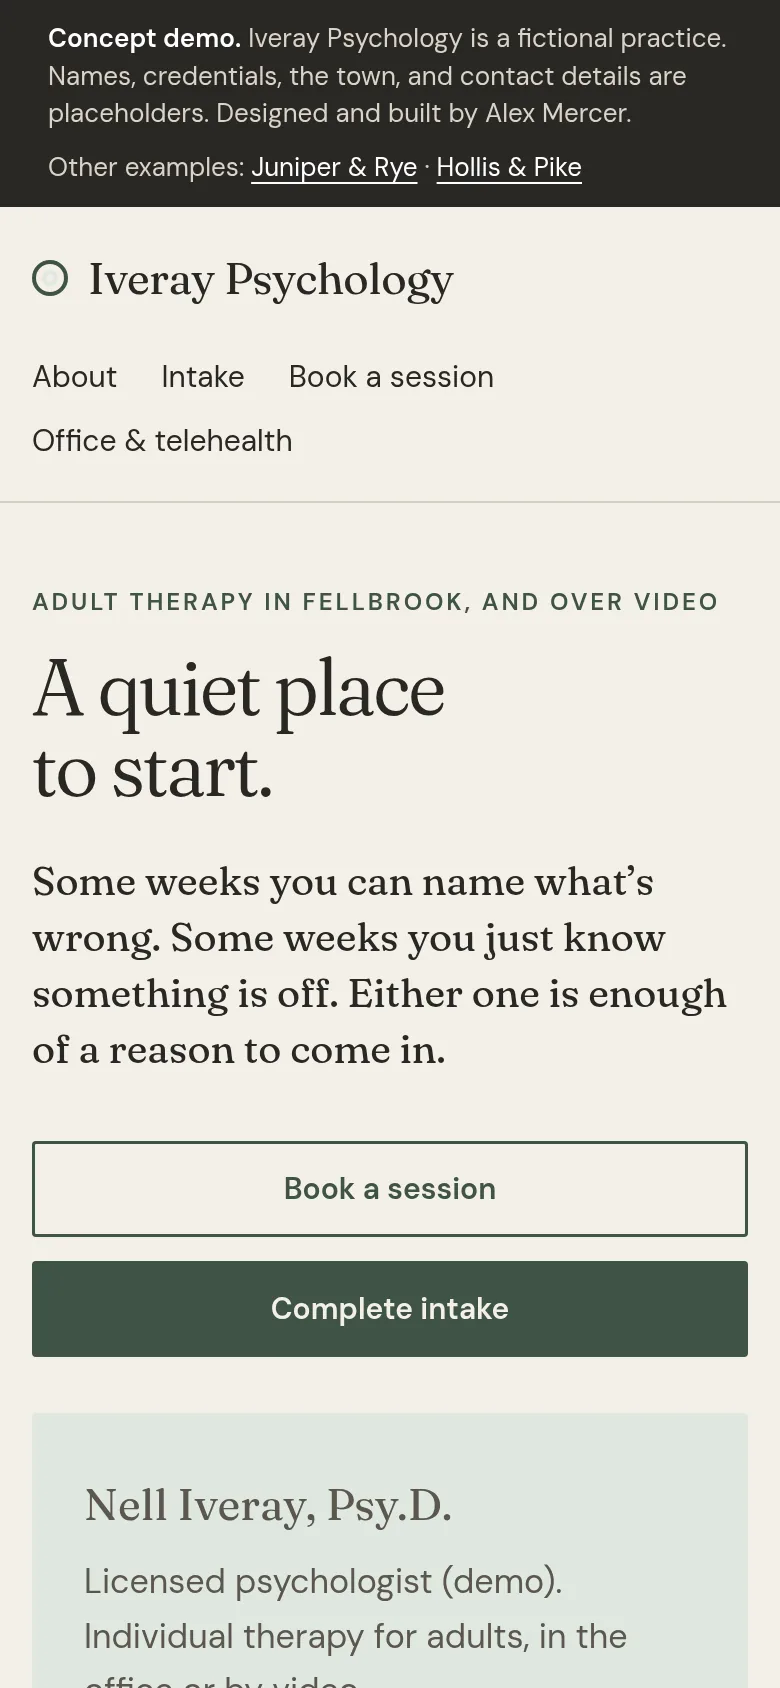 Concept demo. Iveray Psychology is a fictional practice.
Names, credentials, the town, and contact details are
placeholders. Designed and built by Alex Mercer.
Other examples: Juniper & Rye · Hollis & Pike
Iveray Psychology
About Intake Book a session
Office & telehealth
ADULT THERAPY IN FELLBROOK, AND OVER VIDEO
A quiet place
to start.
Some weeks you can name what’s
wrong. Some weeks you just know
something is off. Either one is enough
of a reason to come in.
Book a session
Complete intake
Nell Iveray, Psy.D.
Licensed psychologist (demo).
Individual therapy for adults, in the
office or by video.